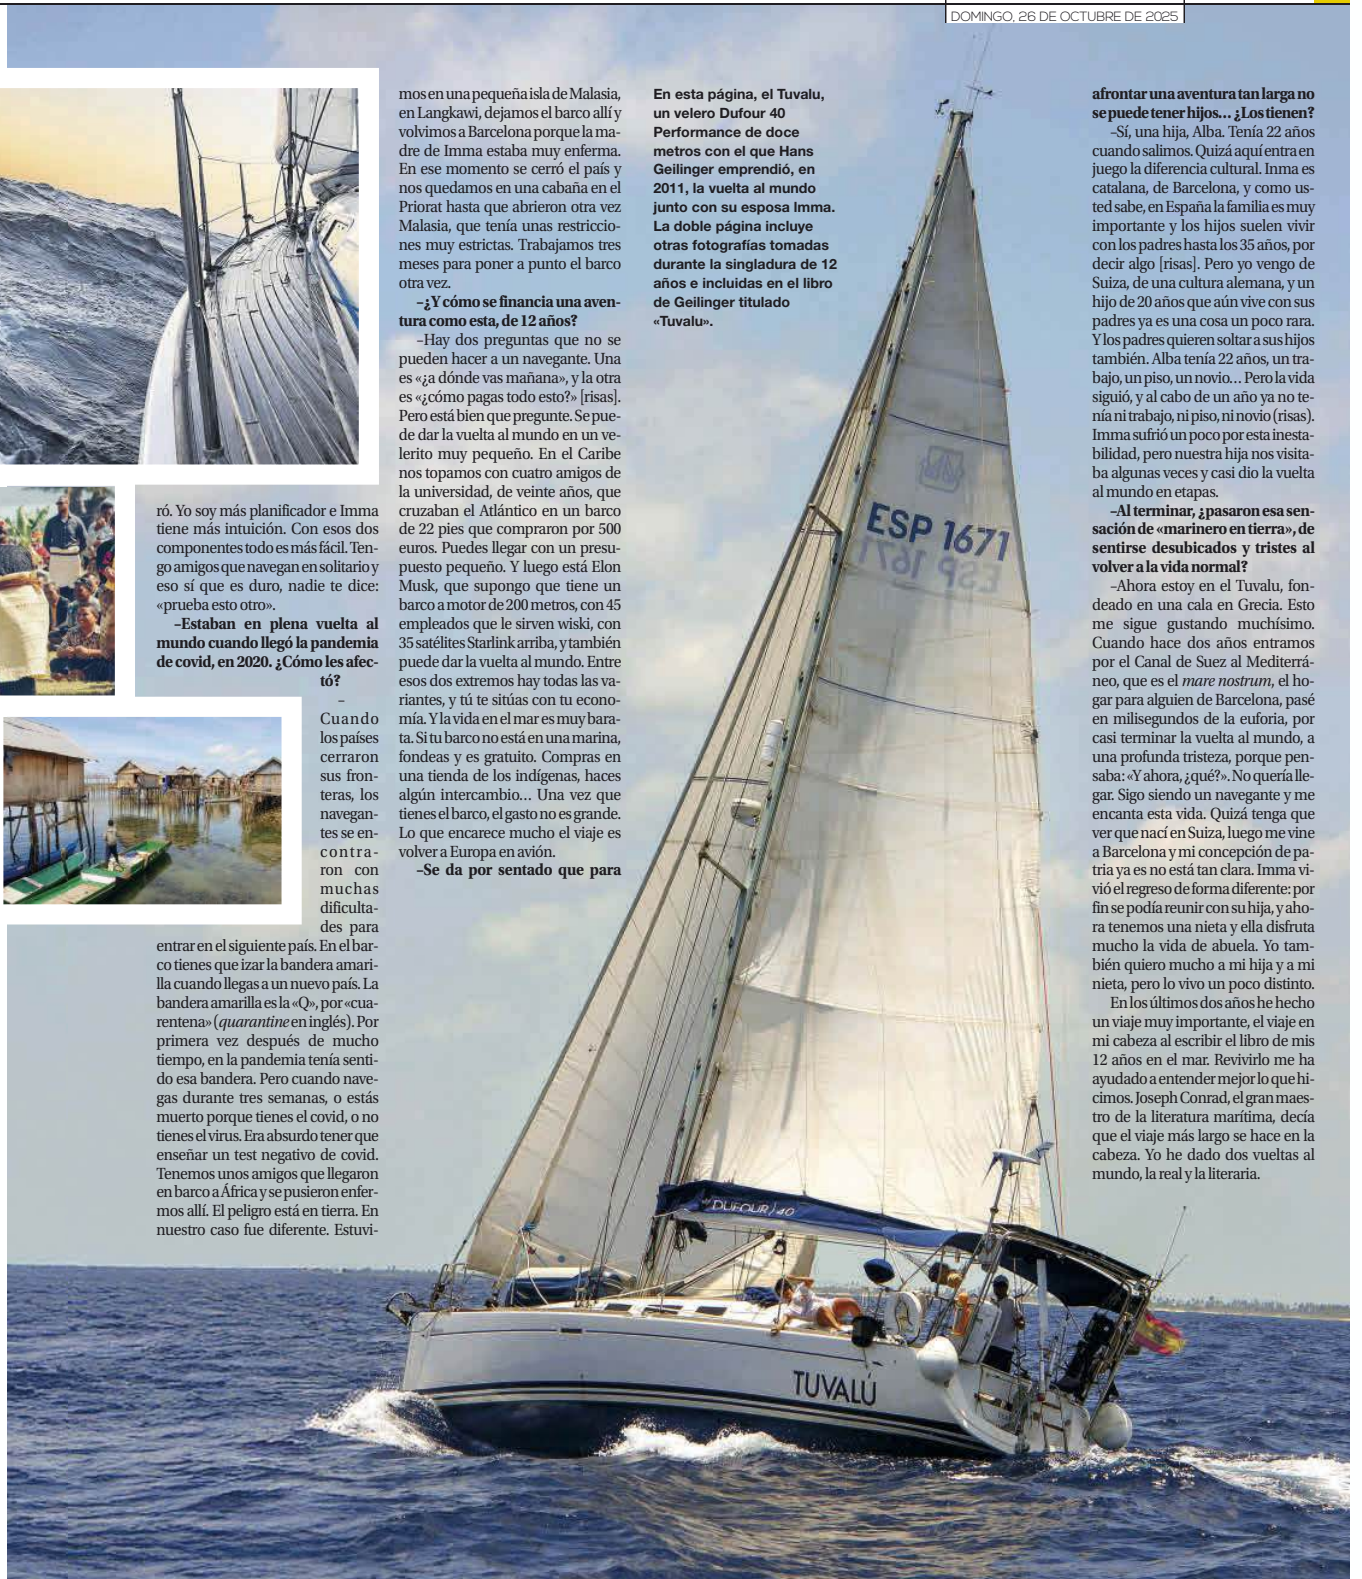 DOMINGO, 26 DE OCTUBRE DE 2025
ró. Yo soy más planificador e Imma
tiene más intuición. Con esos dos
componentes todo es más fácil. Ten-
go amigos que navegan en solitario y
eso sí que es duro, nadie te dice:
«prueba esto otro».
–Estaban en plena vuelta al
mundo cuando llegó la pandemia
de covid, en 2020. ¿Cómo les afec-
tó?
–
Cuando
los países
cerraron
sus fron-
teras, los
navegan-
tes se en-
contra-
ron con
muchas
dificulta-
des para
entrar en el siguiente país. En el bar-
co tienes que izar la bandera amari-
lla cuando llegas a un nuevo país. La
bandera amarilla es la «Q», por «cua-
rentena» (quarantine en inglés). Por
primera vez después de mucho
tiempo, en la pandemia tenía senti-
do esa bandera. Pero cuando nave-
gas durante tres semanas, o estás
muerto porque tienes el covid, o no
tienes el virus. Era absurdo tener que
enseñar un test negativo de covid.
Tenemos unos amigos que llegaron
en barco a África y se pusieron enfer-
mos allí. El peligro está en tierra. En
nuestro caso fue diferente. Estuvi-
mos en una pequeña isla de Malasia,
en Langkawi, dejamos el barco allí y
volvimos a Barcelona porque la ma-
dre de Imma estaba muy enferma.
En ese momento se cerró el país y
nos quedamos en una cabaña en el
Priorat hasta que abrieron otra vez
Malasia, que tenía unas restriccio-
nes muy estrictas. Trabajamos tres
meses para poner a punto el barco
otra vez.
–¿Y cómo se financia una aven-
tura como esta, de 12 años?
–Hay dos preguntas que no se
pueden hacer a un navegante. Una
es «¿a dónde vas mañana», y la otra
es «¿cómo pagas todo esto?» [risas].
Pero está bien que pregunte. Se pue-
de dar la vuelta al mundo en un ve-
lerito muy pequeño. En el Caribe
nos topamos con cuatro amigos de
la universidad, de veinte años, que
cruzaban el Atlántico en un barco
de 22 pies que compraron por 500
euros. Puedes llegar con un presu-
puesto pequeño. Y luego está Elon
Musk, que supongo que tiene un
barco a motor de 200 metros, con 45
empleados que le sirven wiski, con
35 satélites Starlink arriba, y también
puede dar la vuelta al mundo. Entre
esos dos extremos hay todas las va-
riantes, y tú te sitúas con tu econo-
mía. Y la vida en el mar es muy bara-
ta. Si tu barco no está en una marina,
fondeas y es gratuito. Compras en
una tienda de los indígenas, haces
algún intercambio… Una vez que
tienes el barco, el gasto no es grande.
Lo que encarece mucho el viaje es
volver a Europa en avión.
–Se da por sentado que para
En esta página, el Tuvalu,
un velero Dufour 40
Performance de doce
metros con el que Hans
Geilinger emprendió, en
2011, la vuelta al mundo
junto con su esposa Imma.
La doble página incluye
otras fotografías tomadas
durante la singladura de 12
años e incluidas en el libro
de Geilinger titulado
«Tuvalu».
afrontar una aventura tan larga no
se puede tener hijos… ¿Los tienen?
–Sí, una hija, Alba. Tenía 22 años
cuando salimos. Quizá aquí entra en
juego la diferencia cultural. Inma es
catalana, de Barcelona, y como us-
ted sabe, en España la familia es muy
importante y los hijos suelen vivir
con los padres hasta los 35 años, por
decir algo [risas]. Pero yo vengo de
Suiza, de una cultura alemana, y un
hijo de 20 años que aún vive con sus
padres ya es una cosa un poco rara.
Y los padres quieren soltar a sus hijos
también. Alba tenía 22 años, un tra-
bajo, un piso, un novio… Pero la vida
siguió, y al cabo de un año ya no te-
nía ni trabajo, ni piso, ni novio (risas).
Imma sufrió un poco por esta inesta-
bilidad, pero nuestra hija nos visita-
ba algunas veces y casi dio la vuelta
al mundo en etapas.
–Al terminar, ¿pasaron esa sen-
sación de «marinero en tierra», de
sentirse desubicados y tristes al
volver a la vida normal?
–Ahora estoy en el Tuvalu, fon-
deado en una cala en Grecia. Esto
me sigue gustando muchísimo.
Cuando hace dos años entramos
por el Canal de Suez al Mediterrá-
neo, que es el mare nostrum, el ho-
gar para alguien de Barcelona, pasé
en milisegundos de la euforia, por
casi terminar la vuelta al mundo, a
una profunda tristeza, porque pen-
saba: «Y ahora, ¿qué?». No quería lle-
gar. Sigo siendo un navegante y me
encanta esta vida. Quizá tenga que
ver que nací en Suiza, luego me vine
a Barcelona y mi concepción de pa-
tria ya es no está tan clara. Imma vi-
vió el regreso de forma diferente: por
fin se podía reunir con su hija, y aho-
ra tenemos una nieta y ella disfruta
mucho la vida de abuela. Yo tam-
bién quiero mucho a mi hija y a mi
nieta, pero lo vivo un poco distinto.
En los últimos dos años he hecho
un viaje muy importante, el viaje en
mi cabeza al escribir el libro de mis
12 años en el mar. Revivirlo me ha
ayudado a entender mejor lo que hi-
cimos. Joseph Conrad, el gran maes-
tro de la literatura marítima, decía
que el viaje más largo se hace en la
cabeza. Yo he dado dos vueltas al
mundo, la real y la literaria.
ESP 1671
ESP 1671
DUFOUR/40
TUVALÚ